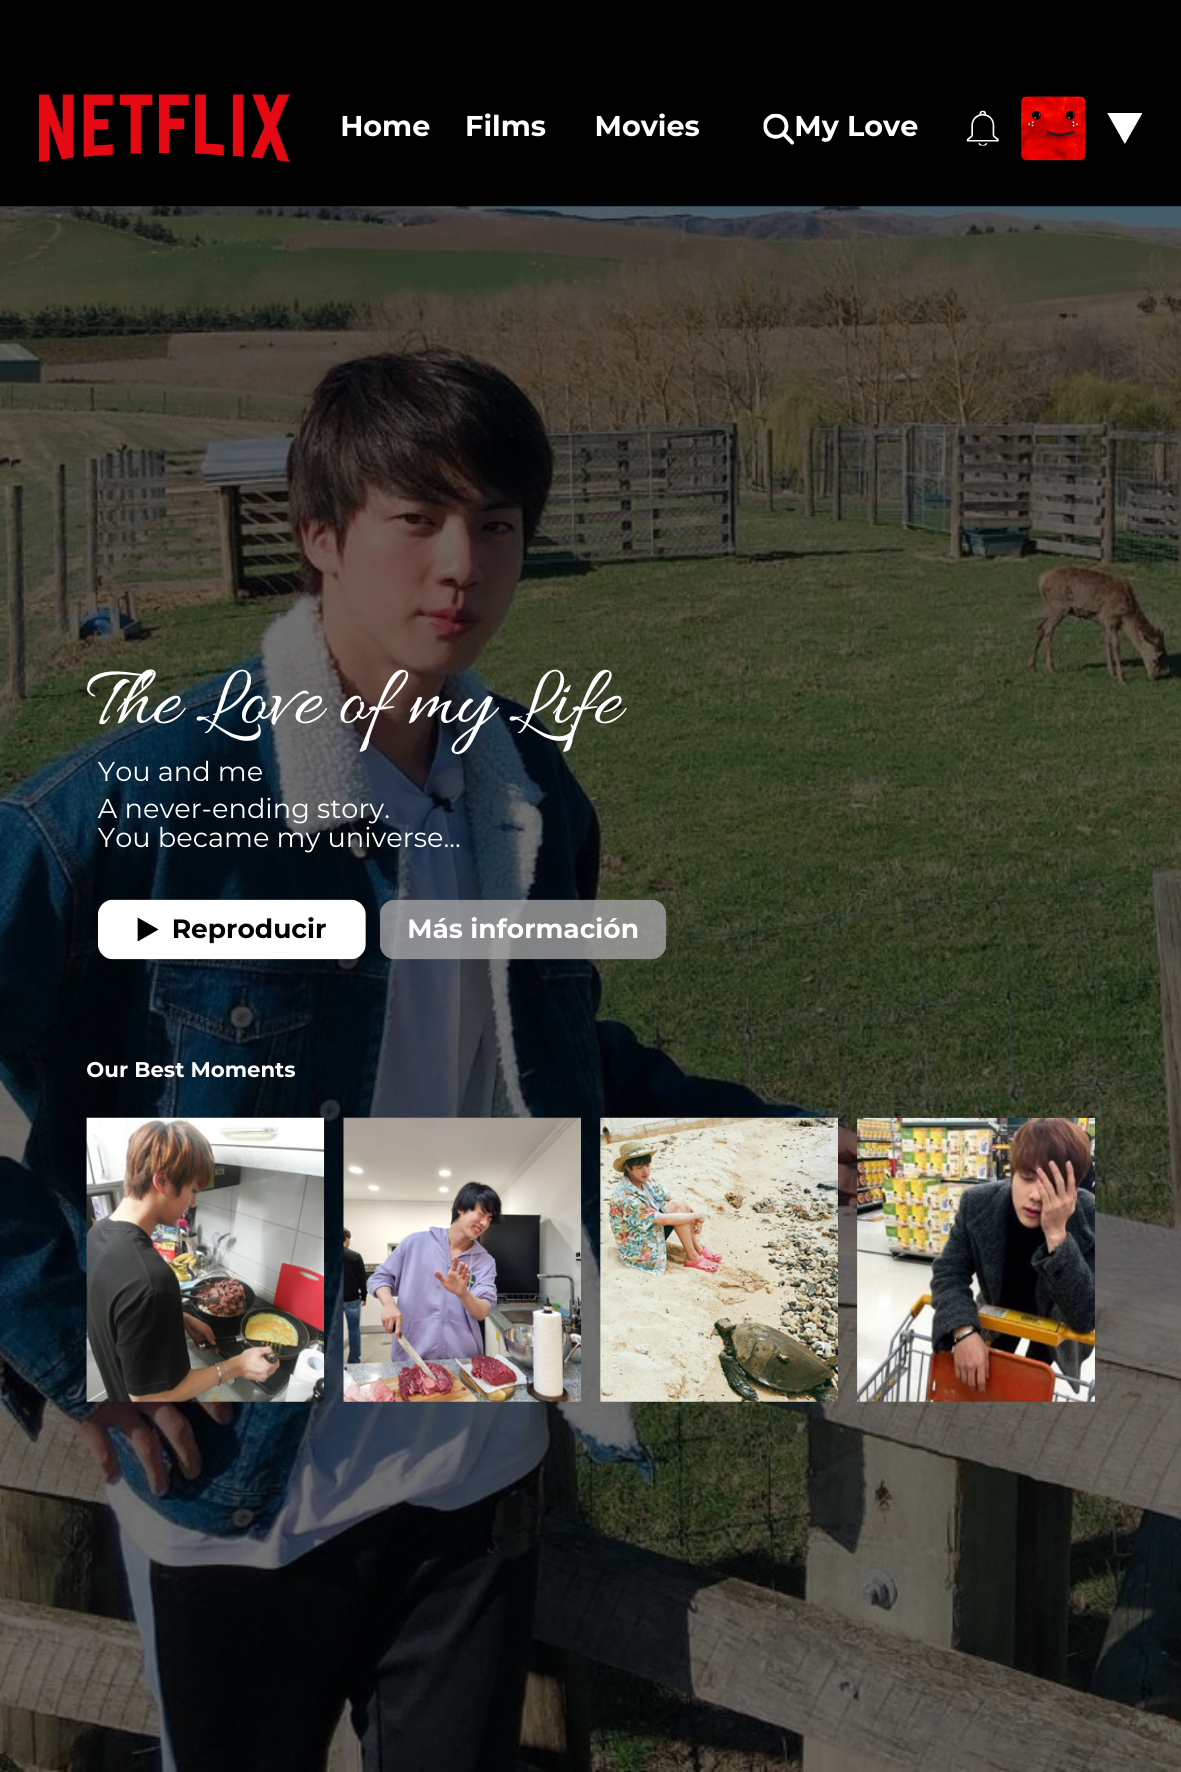 NETFLIX Home Films Movies My Love
The Love of my Life
You and me
A never-ending story.
You became my universe...
Reproducir Más información
Our Best Moments